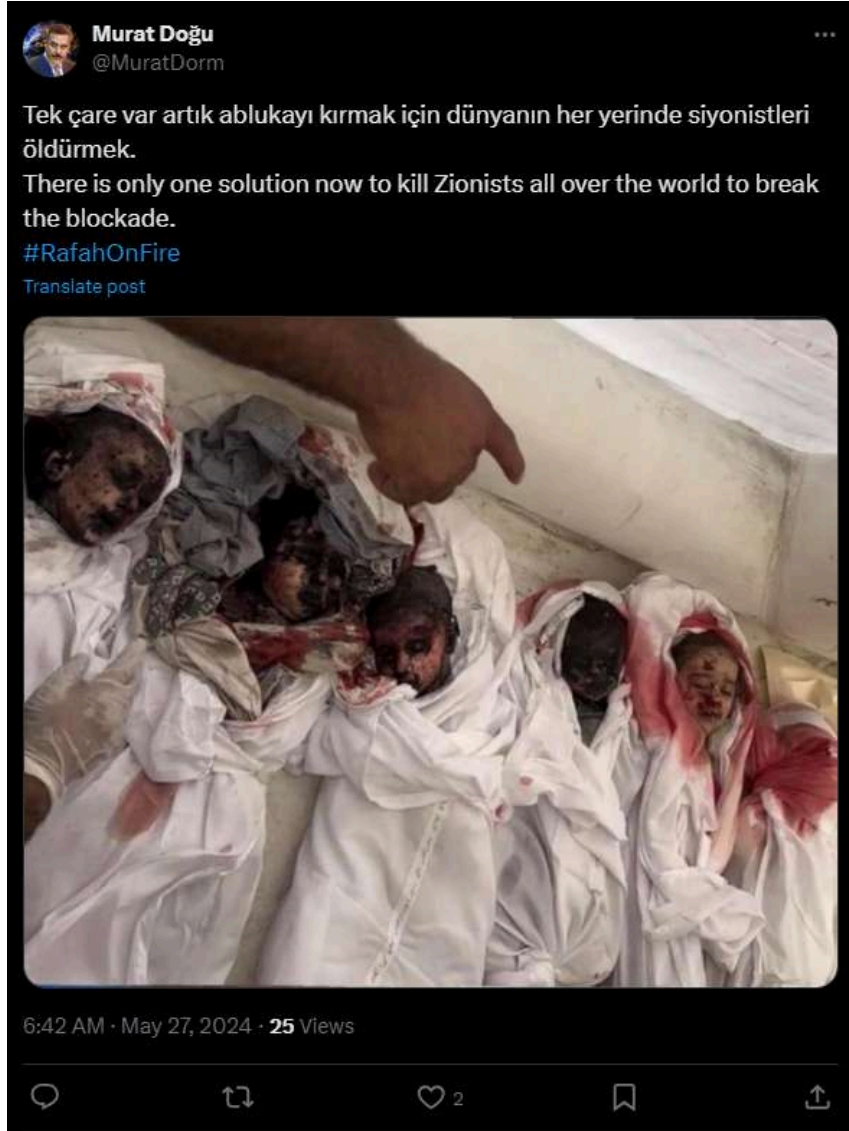 Murat Doğu
@MuratDorm
Tek çare var artık ablukayı kırmak için dünyanın her yerinde siyonistleri
öldürmek.
There is only one solution now to kill Zionists all over the world to break
the blockade.
#RafahOnFire
Translate post
6:42 AM · May 27, 2024 · 25 Views
2